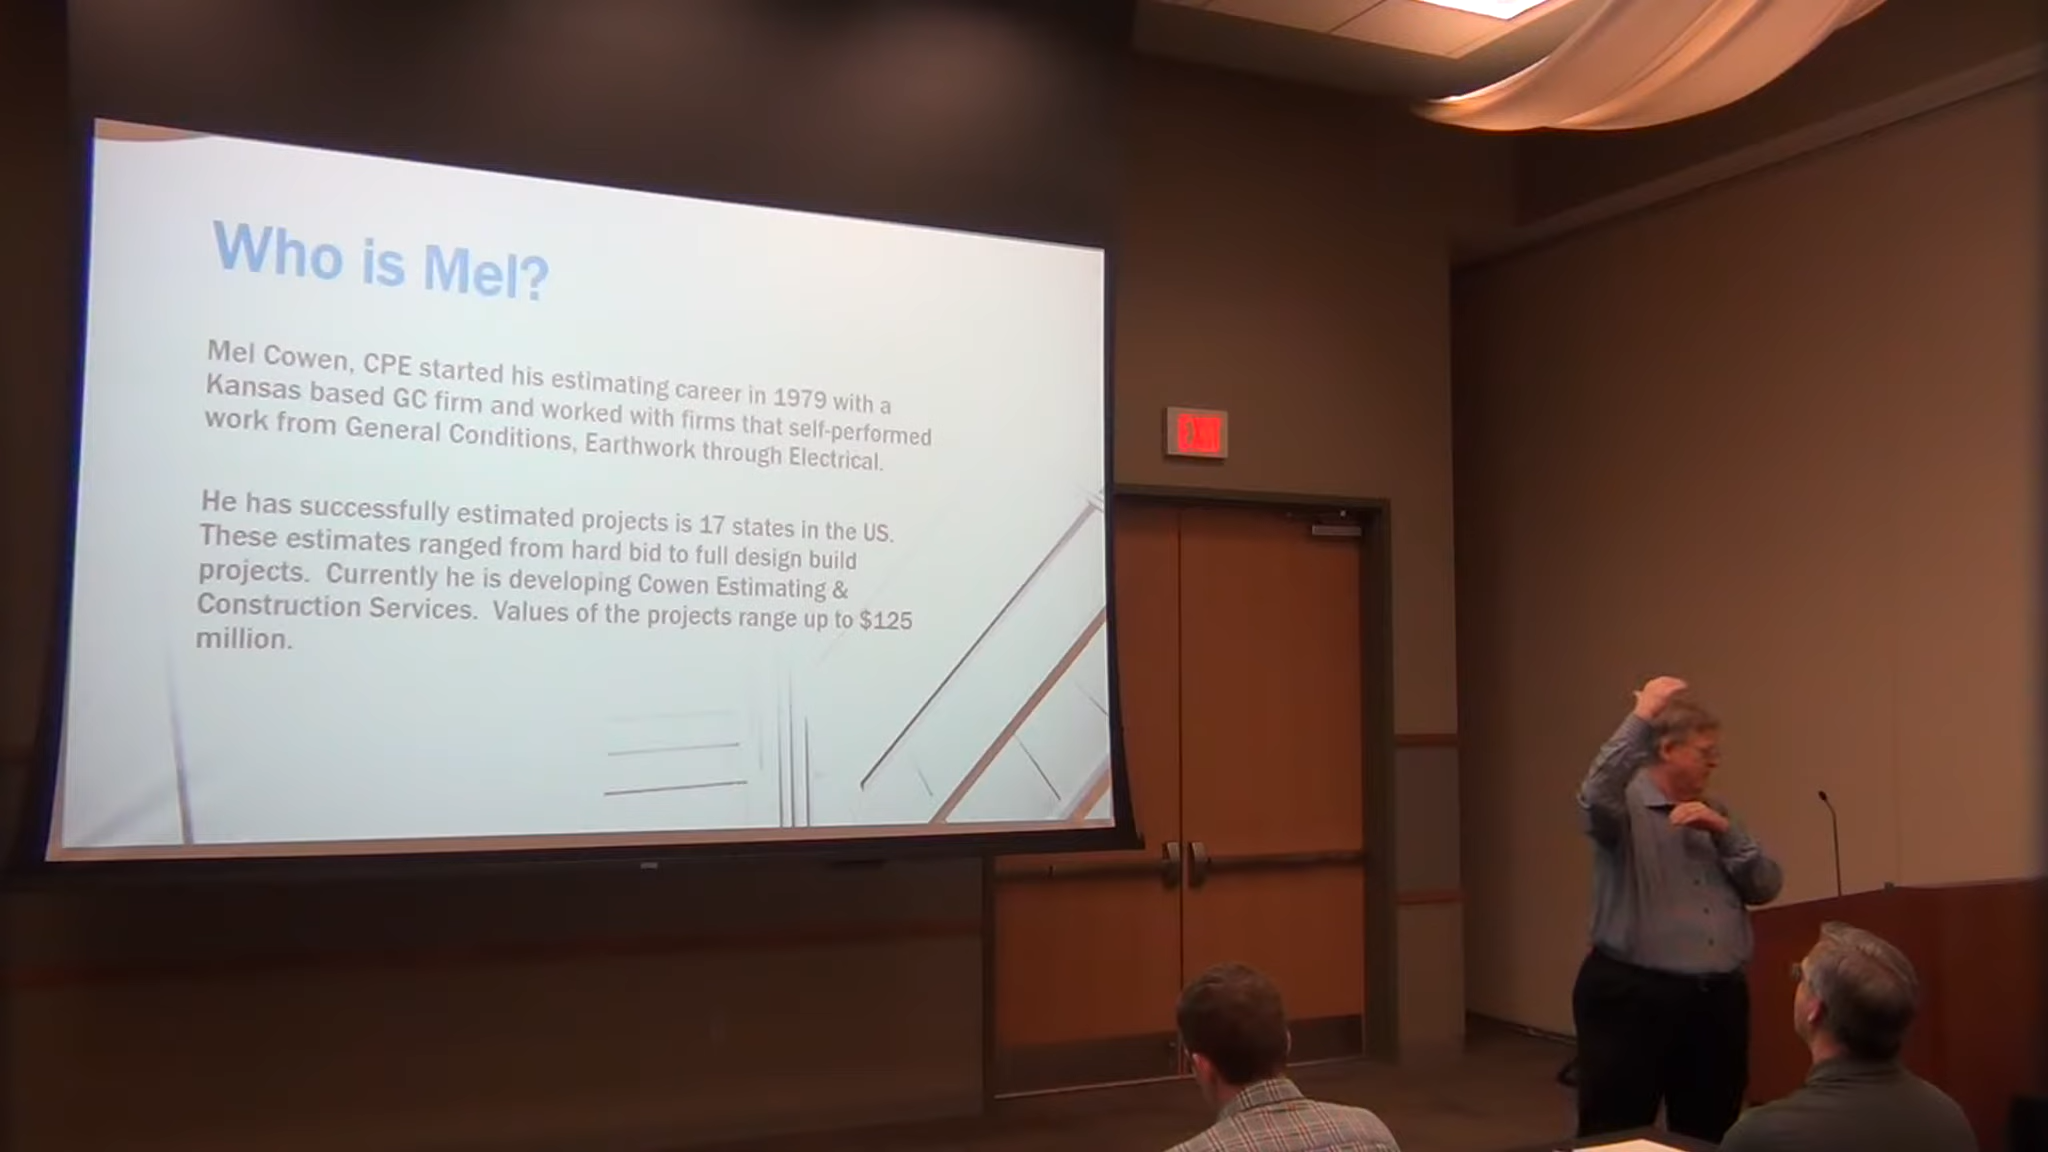 Who is Mel?
Mel Cowen, CPE started his estimating career in 1979 with a
Kansas based GC firm and worked with firms that self-performed
work from General Conditions, Earthwork through Electrical.
He has successfully estimated projects is 17 states in the US.
These estimates ranged from hard bid to full design build
projects. Currently he is developing Cowen Estimating &
Construction Services. Values of the projects range up to $125
million.
EXIT